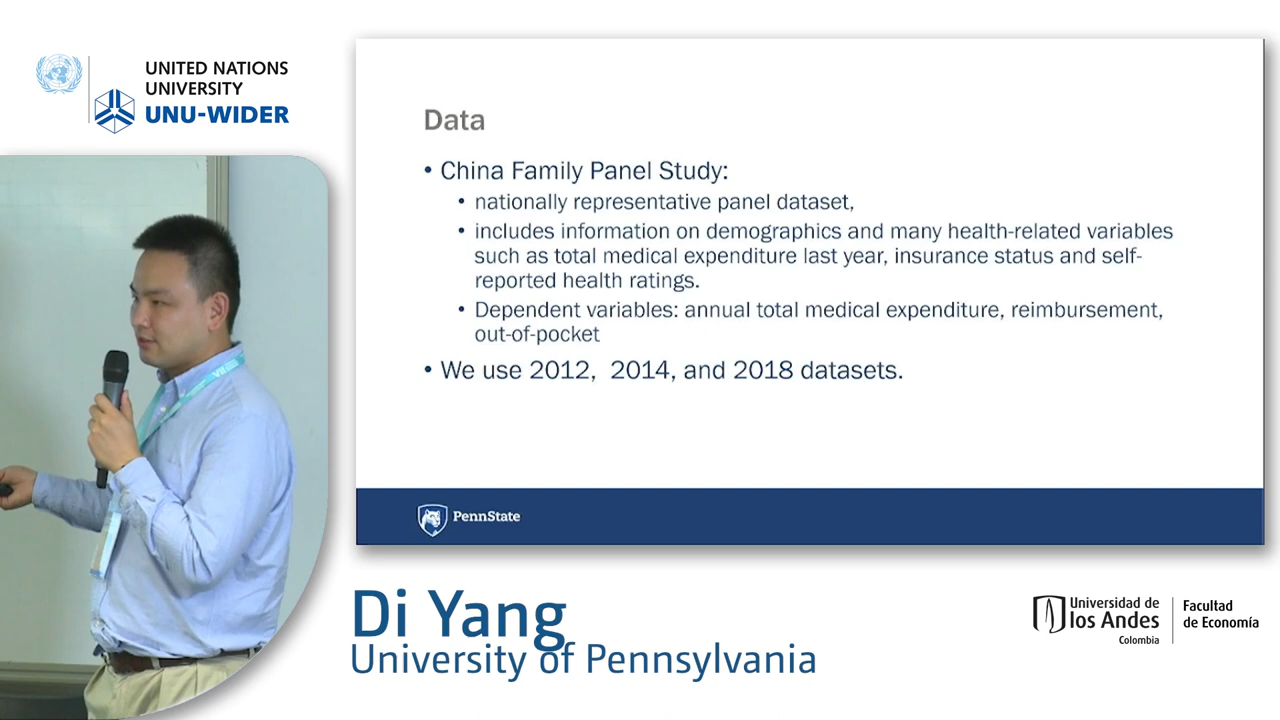 UNITED NATIONS
UNIVERSITY
UNU-WIDER
Data
• China Family Panel Study:
• nationally representative panel dataset,
• includes information on demographics and many health-related variables
such as total medical expenditure last year, insurance status and self-
reported health ratings.
• Dependent variables: annual total medical expenditure, reimbursement,
out-of-pocket
• We use 2012, 2014, and 2018 datasets.
PennState
Di Yang
University of Pennsylvania
Universidad de
los Andes
Colombia
Facultad
de Economía